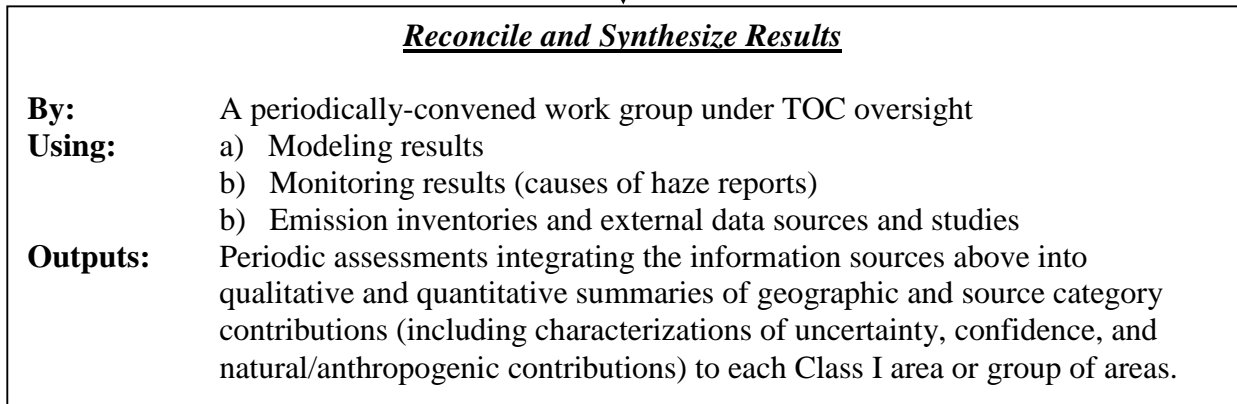 Reconcile and Synthesize Results
By: A periodically-convened work group under TOC oversight
Using: a) Modeling results
b) Monitoring results (causes of haze reports)
b) Emission inventories and external data sources and studies
Outputs: Periodic assessments integrating the information sources above into
qualitative and quantitative summaries of geographic and source category
contributions (including characterizations of uncertainty, confidence, and
natural/anthropogenic contributions) to each Class I area or group of areas.